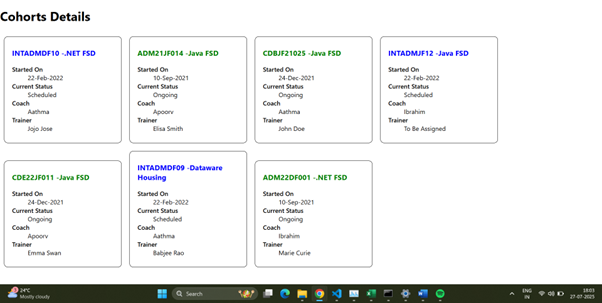 Cohorts Details
INTADMDF10 -.NET FSD
Started On
22-Feb-2022
Current Status
Scheduled
Coach
Aathma
Trainer
Jojo Jose
ADM21JF014 -Java FSD
Started On
10-Sep-2021
Current Status
Ongoing
Coach
Apoorv
Trainer
Elisa Smith
CDBJF21025 -Java FSD
Started On
24-Dec-2021
Current Status
Ongoing
Coach
Aathma
Trainer
John Doe
INTADMJF12 -Java FSD
Started On
22-Feb-2022
Current Status
Scheduled
Coach
Ibrahim
Trainer
To Be Assigned
CDE22JF011 -Java FSD
Started On
24-Dec-2021
Current Status
Ongoing
Coach
Apoorv
Trainer
Emma Swan
INTADMDF09 -Dataware
Housing
Started On
22-Feb-2022
Current Status
Scheduled
Coach
Aathma
Trainer
Babjee Rao
ADM22DF001 -.NET FSD
Started On
10-Sep-2021
Current Status
Ongoing
Coach
Ibrahim
Trainer
Marie Curie
24°C
Mostly cloudy
Search
ENG
IN
18:03
27-07-2025